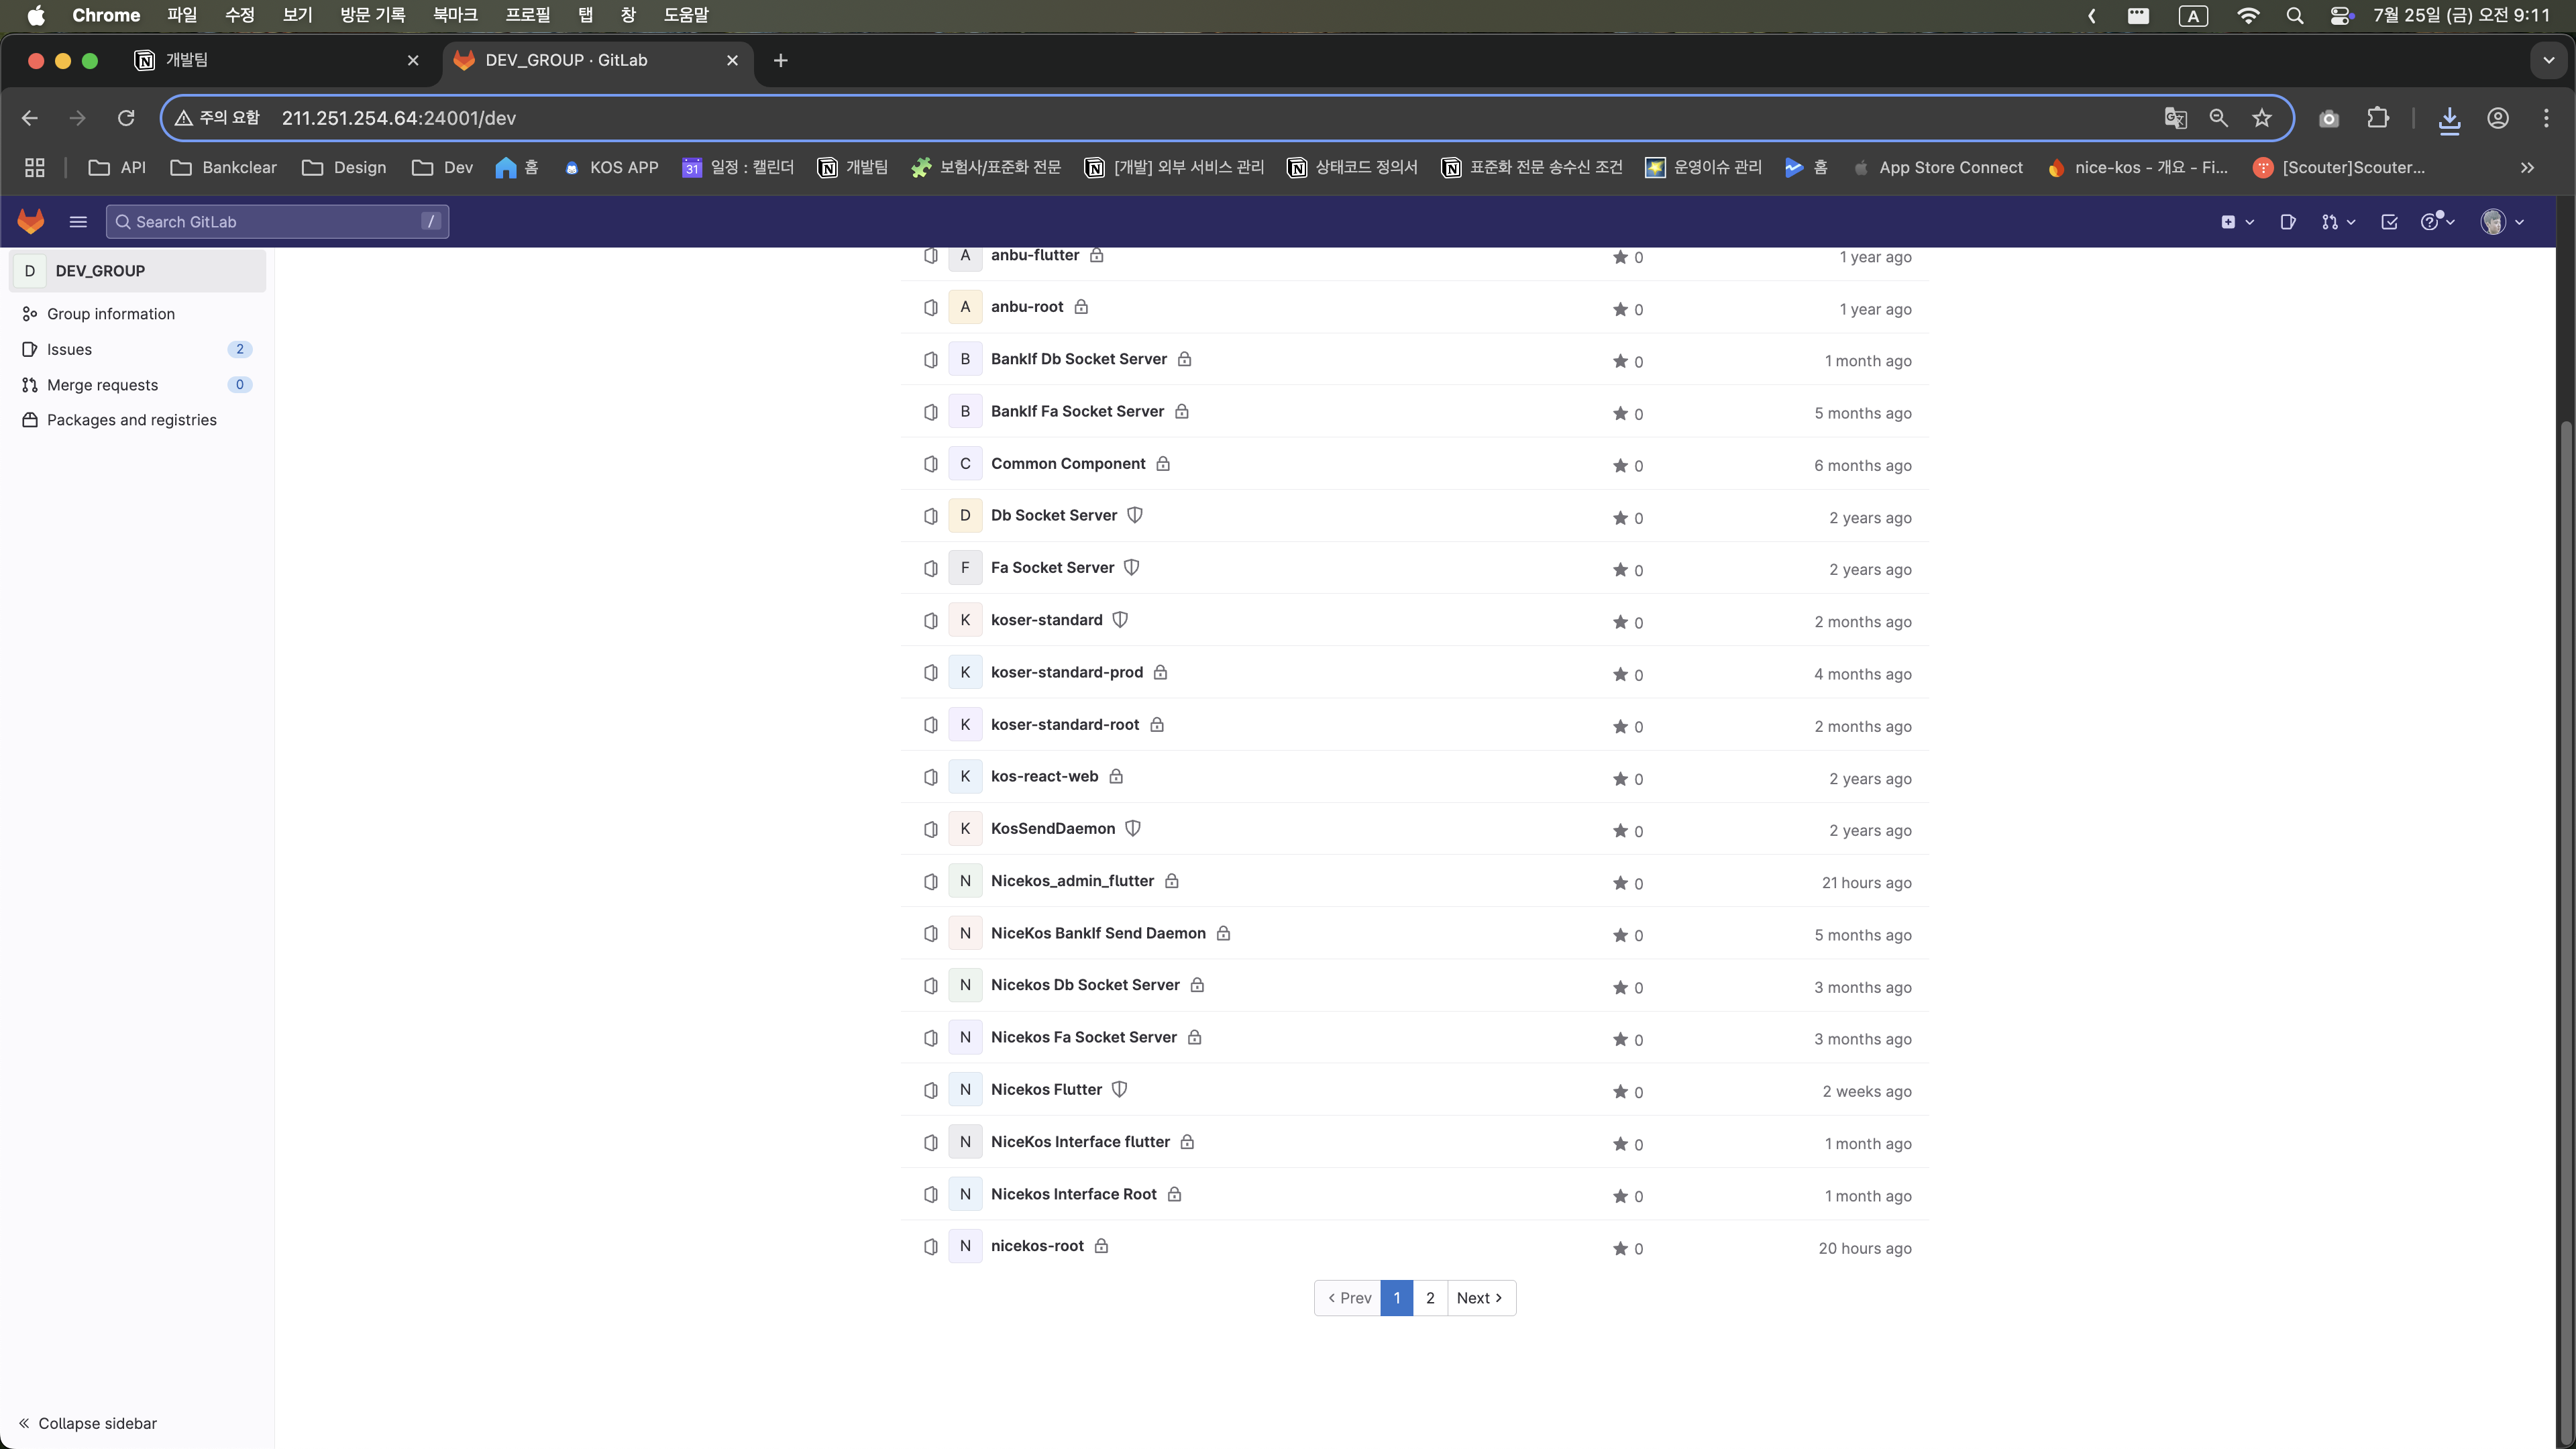 Chrome 파일 수정 보기 방문 기록 북마크 프로필 탭 창 도움말 A 7월 25일 (금) 오전 9:11
개발팀 DEV_GROUP · GitLab
주의 요함 211.251.254.64:24001/dev
API Bankclear Design Dev 홈 KOS APP 31 일정 : 캘린더 개발팀 보험사/표준화 전문 [개발] 외부 서비스 관리 상태코드 정의서 표준화 전문 송수신 조건 운영이슈 관리 홈 App Store Connect nice-kos - 개요 - Fi... [Scouter]Scouter...
Search GitLab /
D DEV_GROUP
Group information
Issues 2
Merge requests 0
Packages and registries
A anbu-flutter 0 1 year ago
A anbu-root 0 1 year ago
B BankIf Db Socket Server 0 1 month ago
B BankIf Fa Socket Server 0 5 months ago
C Common Component 0 6 months ago
D Db Socket Server 0 2 years ago
F Fa Socket Server 0 2 years ago
K koser-standard 0 2 months ago
K koser-standard-prod 0 4 months ago
K koser-standard-root 0 2 months ago
K kos-react-web 0 2 years ago
K KosSendDaemon 0 2 years ago
N Nicekos_admin_flutter 0 21 hours ago
N NiceKos BankIf Send Daemon 0 5 months ago
N Nicekos Db Socket Server 0 3 months ago
N Nicekos Fa Socket Server 0 3 months ago
N Nicekos Flutter 0 2 weeks ago
N NiceKos Interface flutter 0 1 month ago
N Nicekos Interface Root 0 1 month ago
N nicekos-root 0 20 hours ago
Prev 1 2 Next
Collapse sidebar